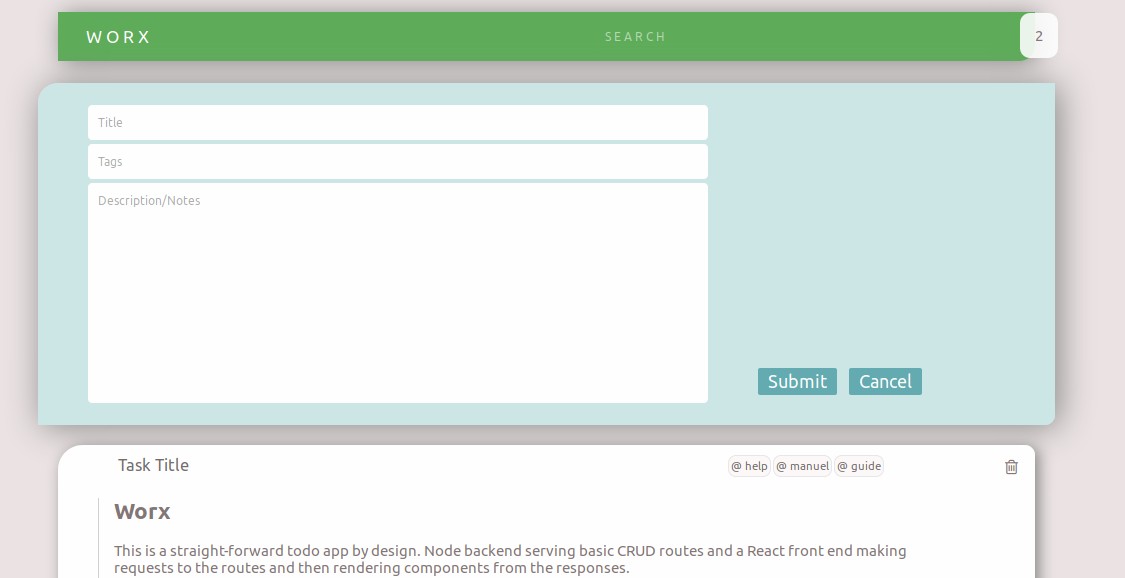 WORX
SEARCH
2
Title
Tags
Description/Notes
Submit
Cancel
Task Title
@ help
@ manuel
@ guide
Worx
This is a straight-forward todo app by design. Node backend serving basic CRUD routes and a React front end making
requests to the routes and then rendering components from the responses.